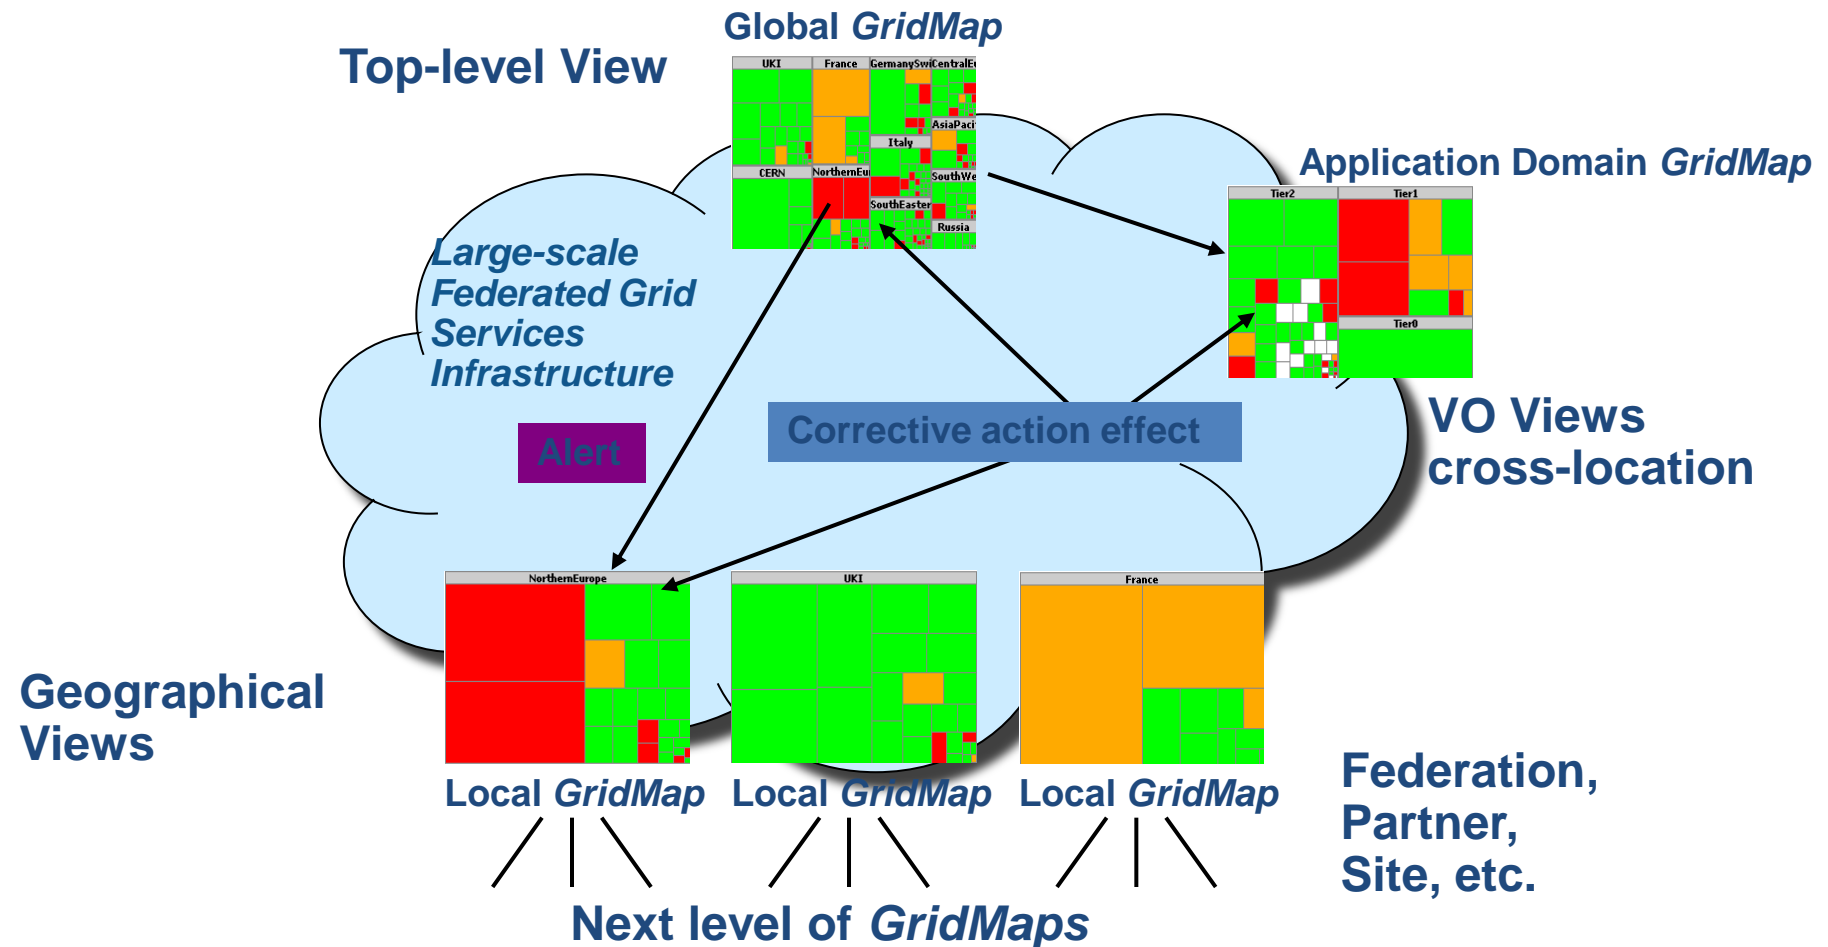 Global GridMap
Top-level View
UKI
France
GermanySwi
CentralEu
AsiaPaci
Italy
CERN
NorthernEu
SouthWe
SouthEaster
Russia
Application Domain GridMap
Tier2
Tier1
Tier0
Large-scale
Federated Grid
Services
Infrastructure
Alert
Corrective action effect
VO Views
cross-location
NorthernEurope
UKI
France
Geographical
Views
Local GridMap
Local GridMap
Local GridMap
Federation,
Partner,
Site, etc.
Next level of GridMaps